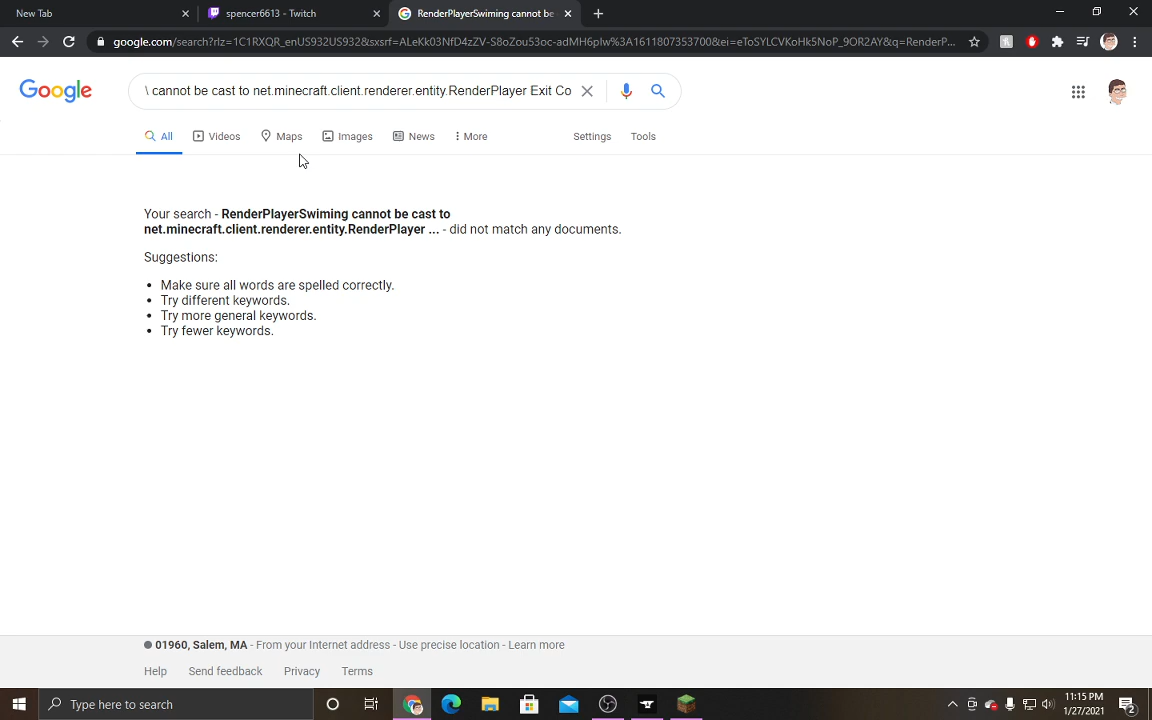 New Tab
spencer6613 - Twitch
RenderPlayerSwiming cannot be
google.com/search?rlz=1C1RXQR_enUS932US932&sxsrf=ALeKk03NfD4zZV-S8oZou53oc-adMH6plw%3A1611807353700&ei=eToSYLCVKoHk5NoP_9OR2AY&q=RenderP...
Google
\ cannot be cast to net.minecraft.client.renderer.entity.RenderPlayer Exit Co
All
Videos
Maps
Images
News
More
Settings
Tools
Your search - RenderPlayerSwiming cannot be cast to
net.minecraft.client.renderer.entity.RenderPlayer ... - did not match any documents.
Suggestions:
Make sure all words are spelled correctly.
Try different keywords.
Try more general keywords.
Try fewer keywords.
01960, Salem, MA - From your Internet address - Use precise location - Learn more
Help
Send feedback
Privacy
Terms
Type here to search
11:15 PM
1/27/2021
2